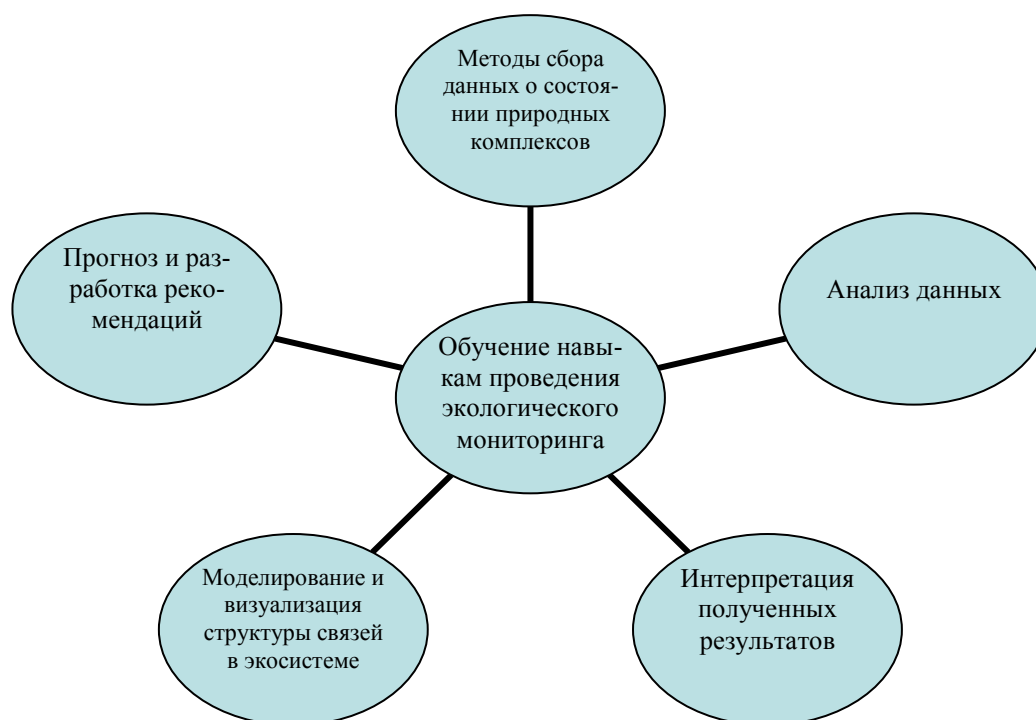 Методы сбора
данных о состоя-
нии природных
комплексов
Прогноз и раз-
работка реко-
мендаций
Анализ данных
Обучение навы-
кам проведения
экологического
мониторинга
Моделирование и
визуализация
структуры связей
в экосистеме
Интерпретация
полученных
результатов